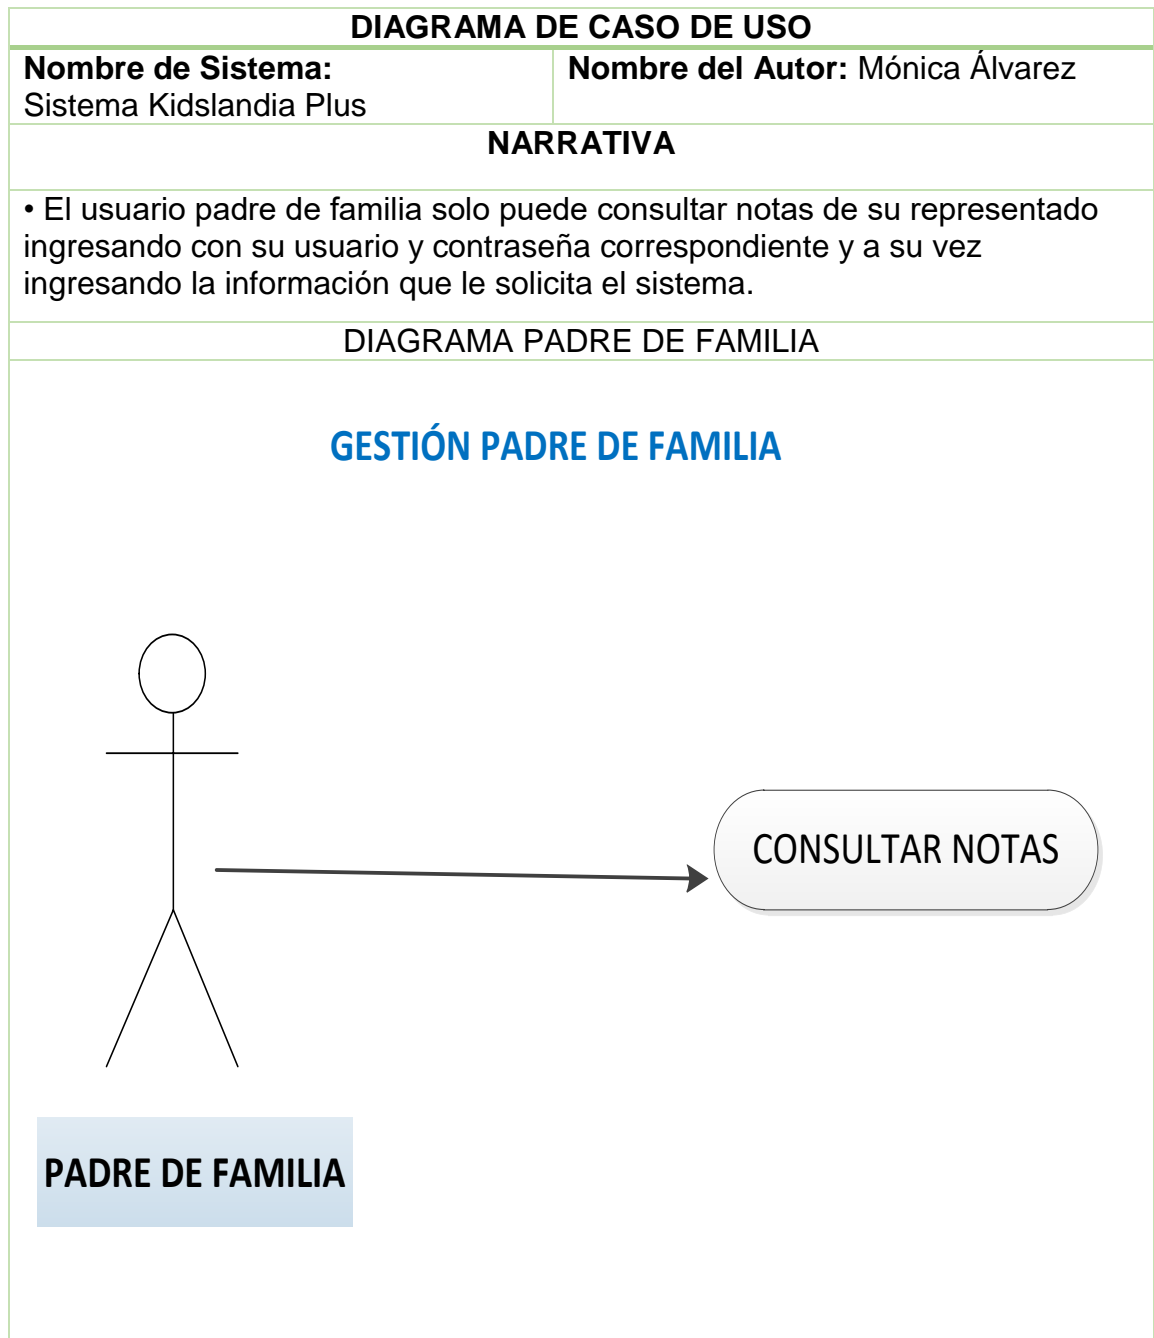 DIAGRAMA DE CASO DE USO
Nombre de Sistema:
Sistema Kidslandia Plus
Nombre del Autor: Mónica Álvarez
NARRATIVA
• El usuario padre de familia solo puede consultar notas de su representado
ingresando con su usuario y contraseña correspondiente y a su vez
ingresando la información que le solicita el sistema.
DIAGRAMA PADRE DE FAMILIA
GESTIÓN PADRE DE FAMILIA
CONSULTAR NOTAS
PADRE DE FAMILIA